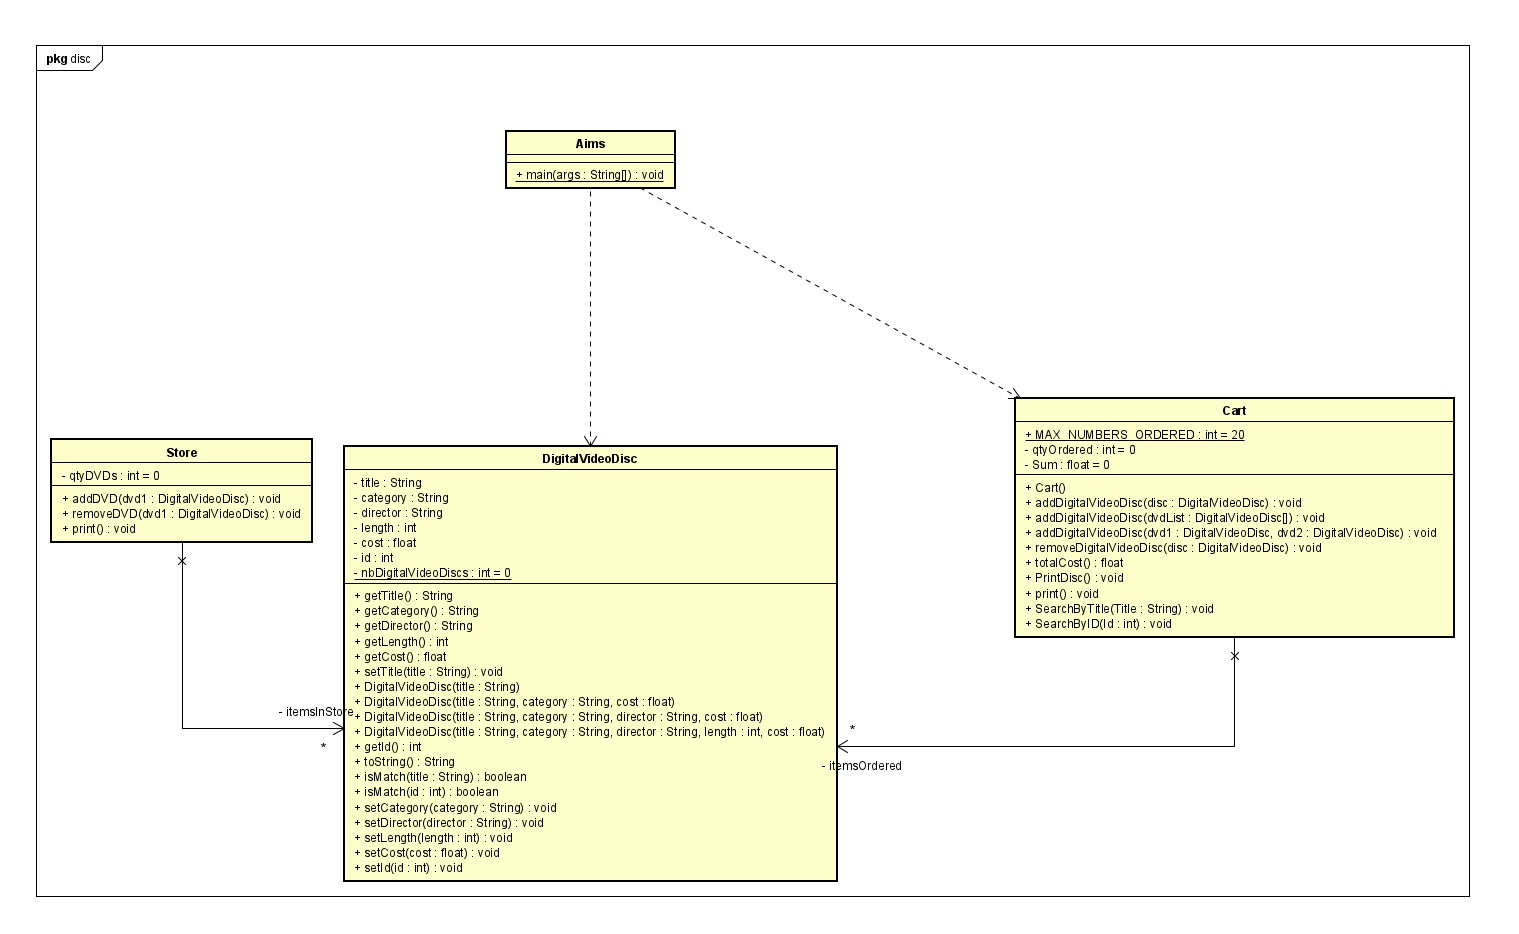 pkg disc
Aims
+ main(args : String[]) : void
Store
- qtyDVDs : int = 0
+ addDVD(dvd1 : DigitalVideoDisc) : void
+ removeDVD(dvd1 : DigitalVideoDisc) : void
+ print() : void
- itemsInStore
*
DigitalVideoDisc
- title : String
- category : String
- director : String
- length : int
- cost : float
- id : int
- nbDigitalVideoDiscs : int = 0
+ getTitle() : String
+ getCategory() : String
+ getDirector() : String
+ getLength() : int
+ getCost() : float
+ setTitle(title : String) : void
+ DigitalVideoDisc(title : String)
+ DigitalVideoDisc(title : String, category : String, cost : float)
+ DigitalVideoDisc(title : String, category : String, director : String, cost : float)
+ DigitalVideoDisc(title : String, category : String, director : String, length : int, cost : float)
+ getId() : int
+ toString() : String
+ isMatch(title : String) : boolean
+ isMatch(id : int) : boolean
+ setCategory(category : String) : void
+ setDirector(director : String) : void
+ setLength(length : int) : void
+ setCost(cost : float) : void
+ setId(id : int) : void
Cart
+ MAX_NUMBERS_ORDERED : int = 20
- qtyOrdered : int = 0
- Sum : float = 0
+ Cart()
+ addDigitalVideoDisc(disc : DigitalVideoDisc) : void
+ addDigitalVideoDisc(dvdList : DigitalVideoDisc[]) : void
+ addDigitalVideoDisc(dvd1 : DigitalVideoDisc, dvd2 : DigitalVideoDisc) : void
+ removeDigitalVideoDisc(disc : DigitalVideoDisc) : void
+ totalCost() : float
+ PrintDisc() : void
+ print() : void
+ SearchByTitle(Title : String) : void
+ SearchByID(Id : int) : void
*
- itemsOrdered